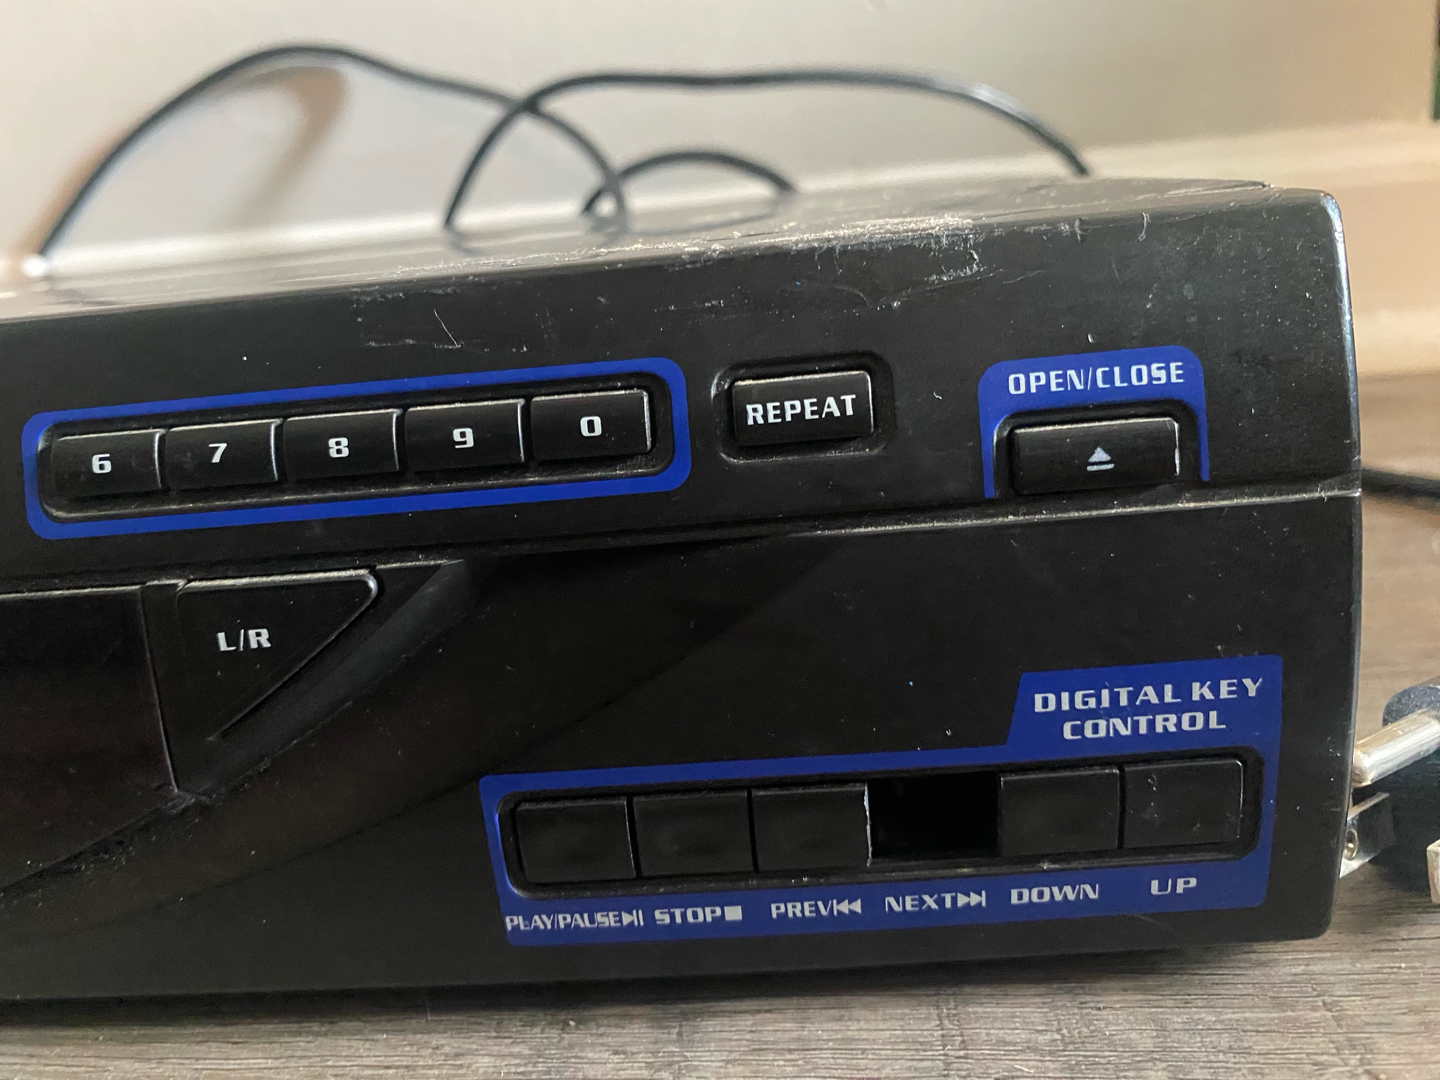 6 7 8 9 0
REPEAT
OPEN/CLOSE
L/R
DIGITAL KEY
CONTROL
PLAY/PAUSE STOP PREV NEXT DOWN UP